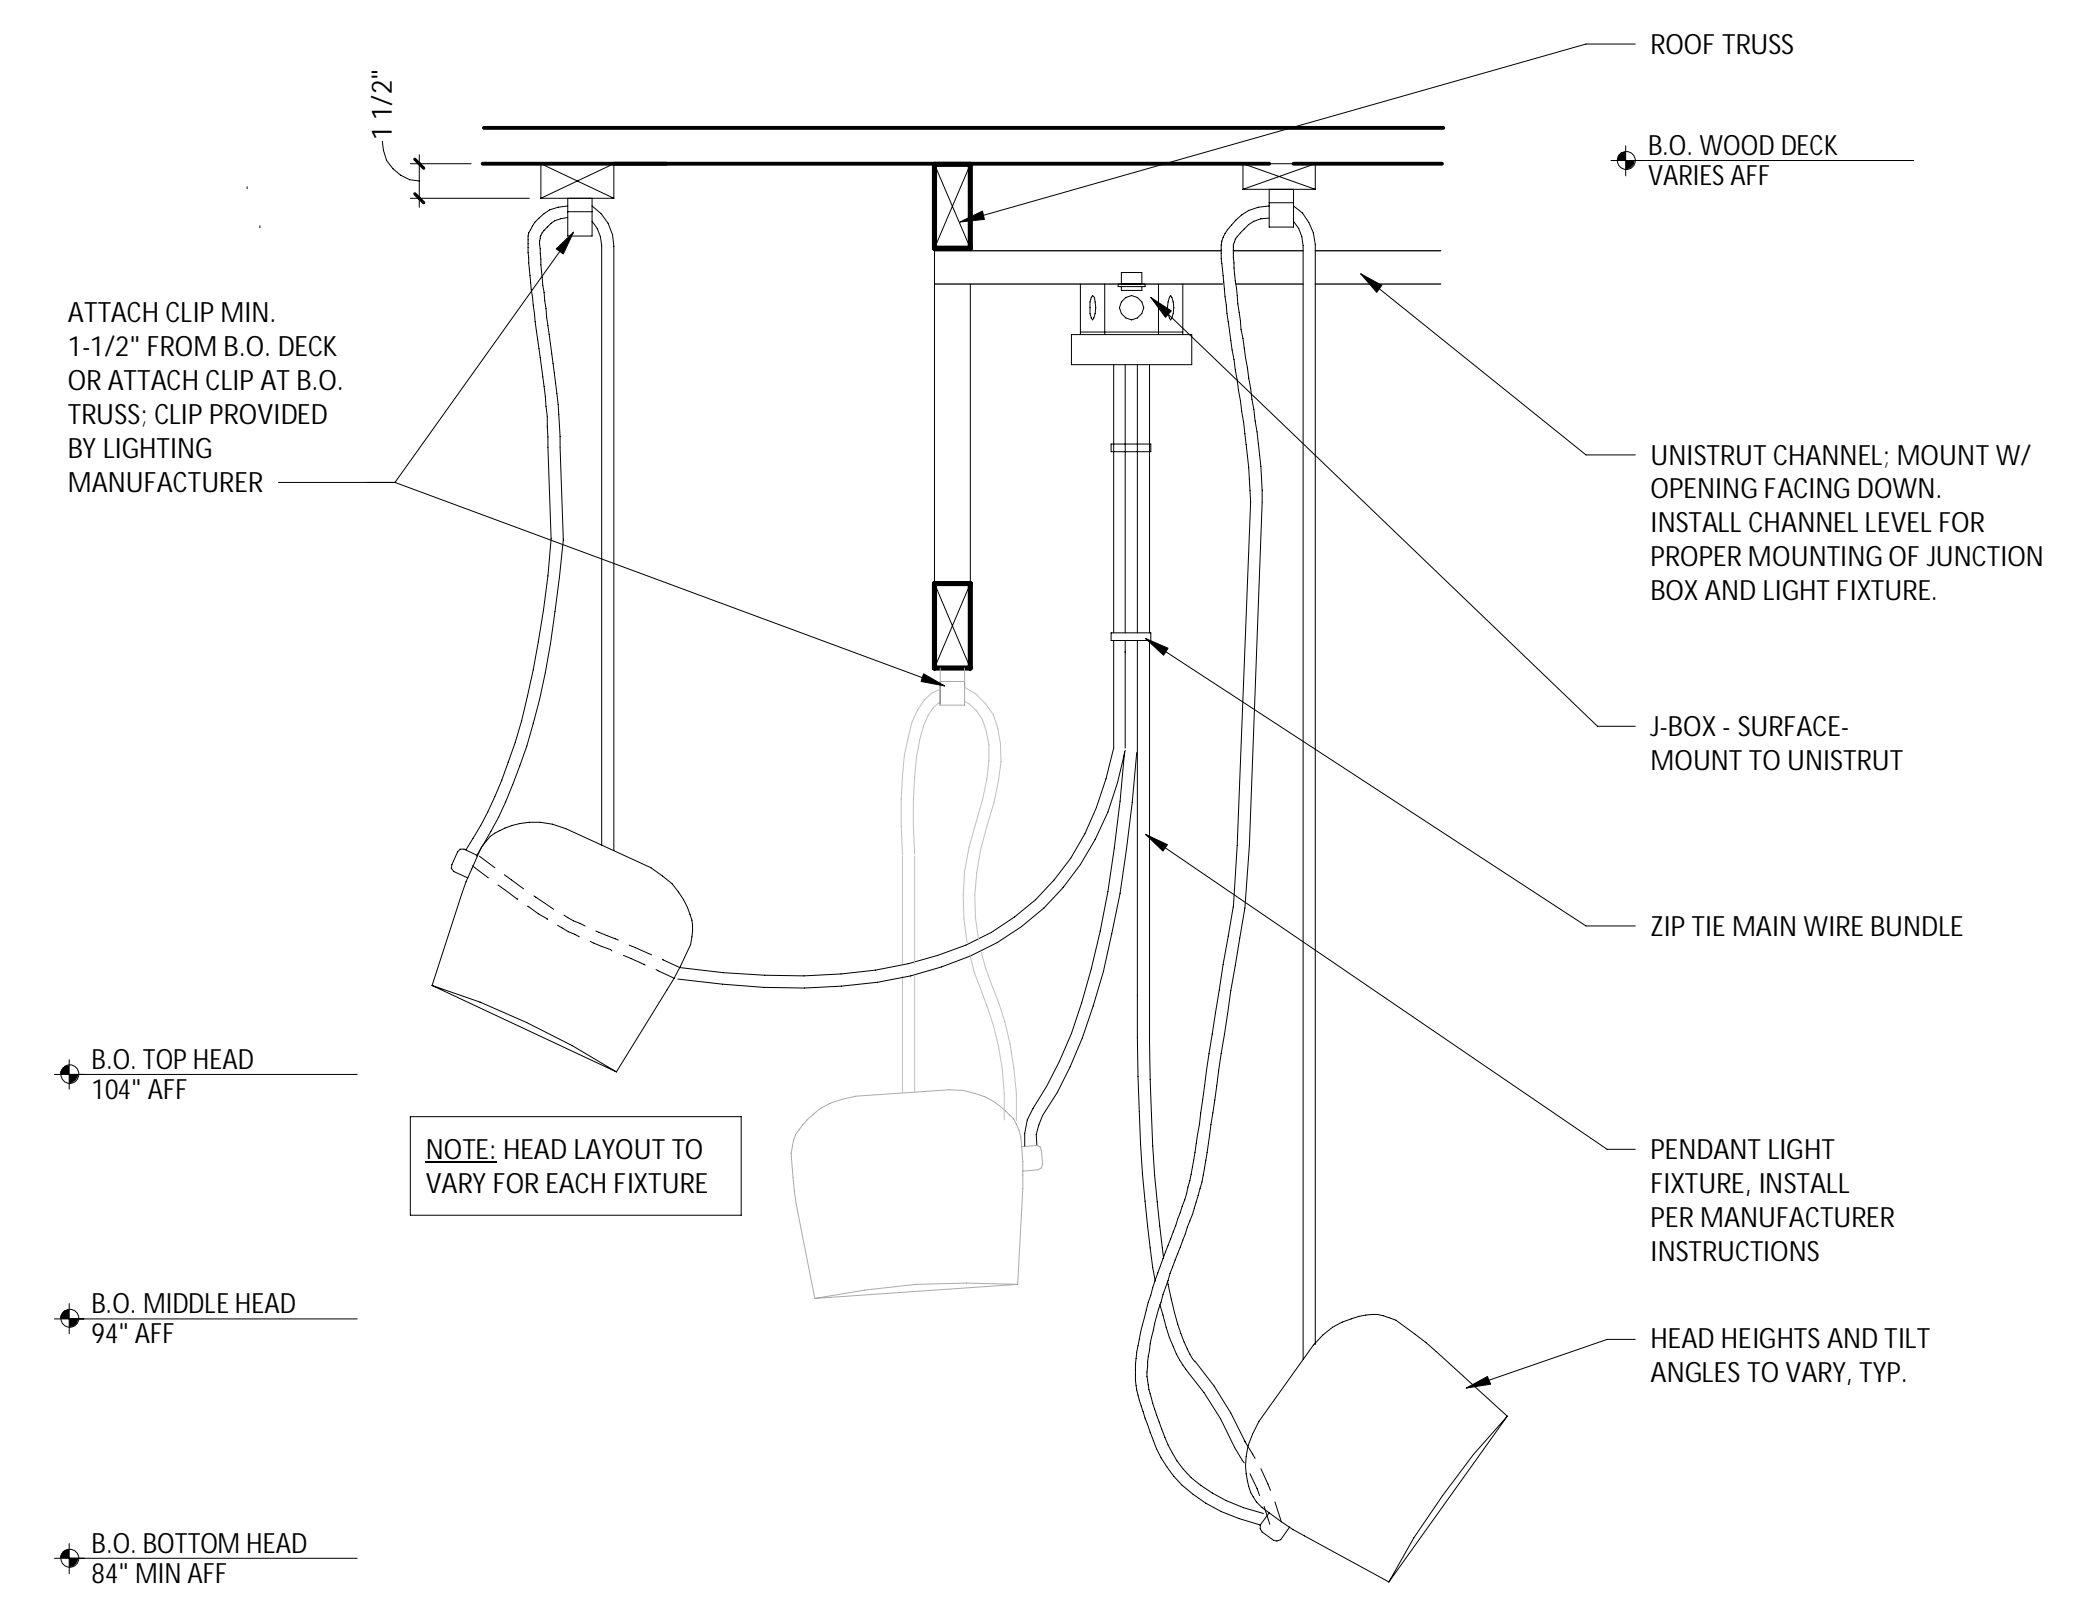 ROOF TRUSS
1 1/2"
B.O. WOOD DECK
VARIES AFF
ATTACH CLIP MIN.
1-1/2" FROM B.O. DECK
OR ATTACH CLIP AT B.O.
TRUSS; CLIP PROVIDED
BY LIGHTING
MANUFACTURER
UNISTRUT CHANNEL; MOUNT W/
OPENING FACING DOWN.
INSTALL CHANNEL LEVEL FOR
PROPER MOUNTING OF JUNCTION
BOX AND LIGHT FIXTURE.
J-BOX - SURFACE-
MOUNT TO UNISTRUT
ZIP TIE MAIN WIRE BUNDLE
B.O. TOP HEAD
104" AFF
NOTE: HEAD LAYOUT TO
VARY FOR EACH FIXTURE
PENDANT LIGHT
FIXTURE, INSTALL
PER MANUFACTURER
INSTRUCTIONS
B.O. MIDDLE HEAD
94" AFF
HEAD HEIGHTS AND TILT
ANGLES TO VARY, TYP.
B.O. BOTTOM HEAD
84" MIN AFF